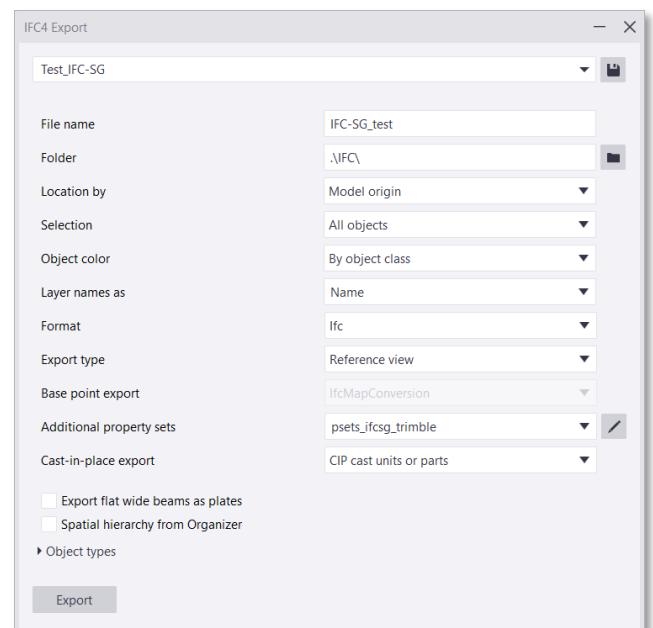 IFC4 Export
Test_IFC-SG
File name IFC-SG_test
Folder .\IFC\
Location by Model origin
Selection All objects
Object color By object class
Layer names as Name
Format Ifc
Export type Reference view
Base point export IfcMapConversion
Additional property sets psets_ifcsg_trimble
Cast-in-place export CIP cast units or parts
Export flat wide beams as plates
Spatial hierarchy from Organizer
Object types
Export